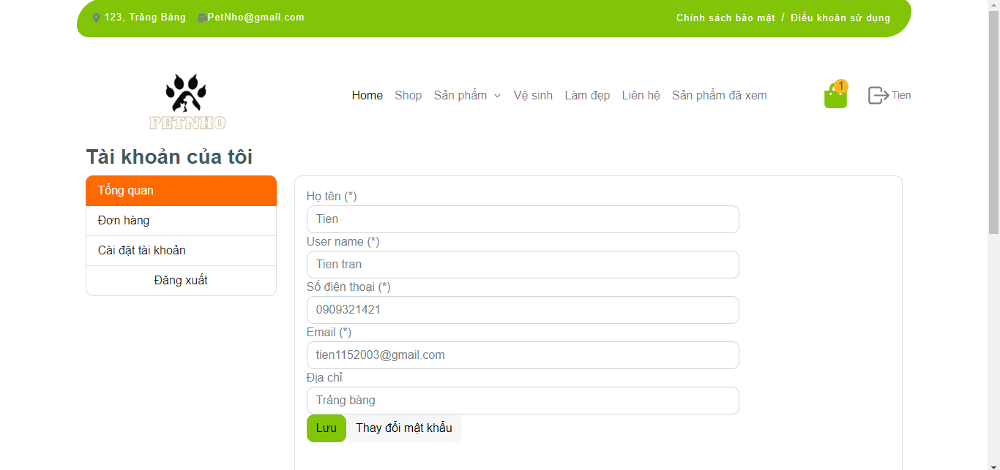 123, Trảng Bàng PetNho@gmail.com Chính sách bảo mật / Điều khoản sử dụng
PETNHO
Home Shop Sản phẩm Vệ sinh Làm đẹp Liên hệ Sản phẩm đã xem 1 Tien
Tài khoản của tôi
Tổng quan
Đơn hàng
Cài đặt tài khoản
Đăng xuất
Họ tên (*)
Tien
User name (*)
Tien tran
Số điện thoại (*)
0909321421
Email (*)
tien1152003@gmail.com
Địa chỉ
Trảng bàng
Lưu Thay đổi mật khẩu